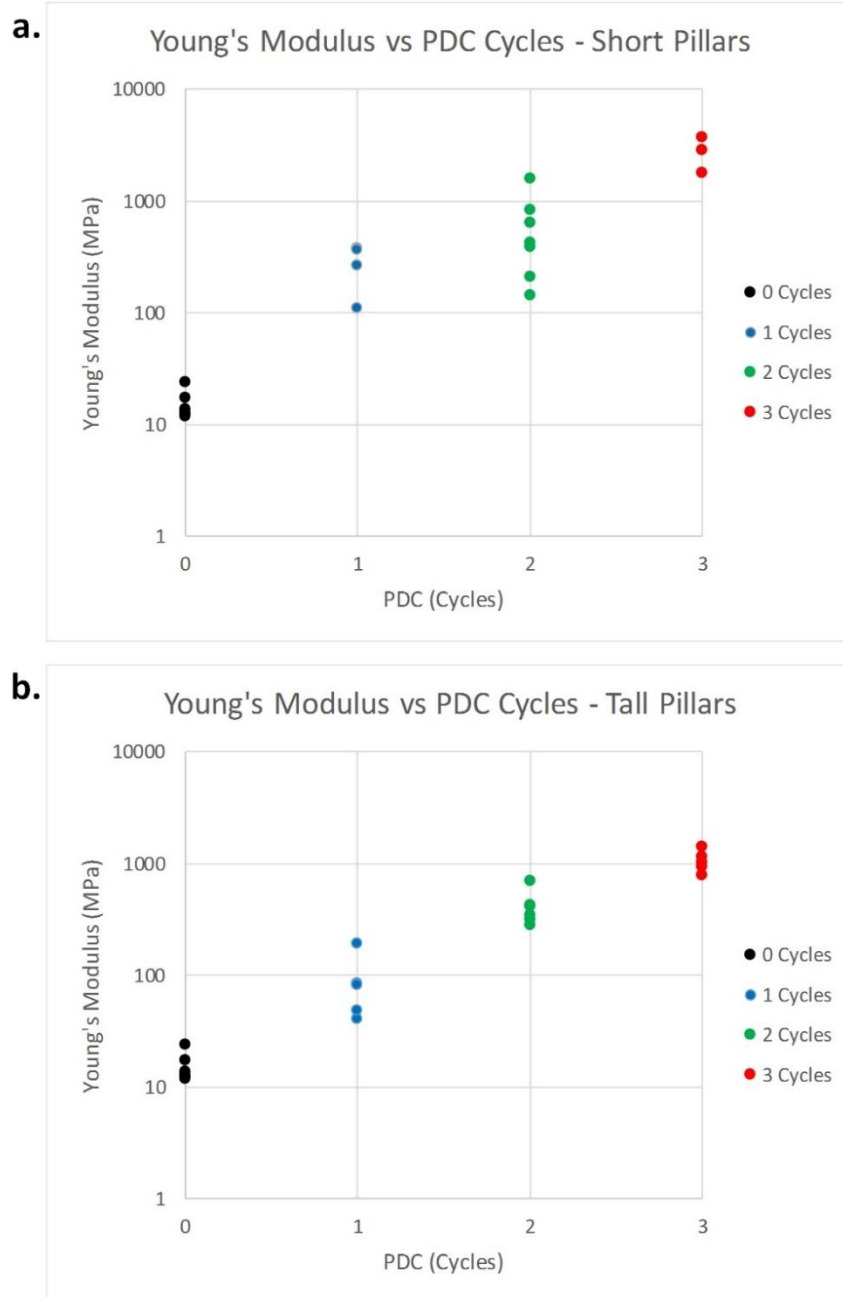 a.
Young's Modulus vs PDC Cycles - Short Pillars
Young's Modulus (MPa)
10000
1000
100
10
1
0
1
2
3
PDC (Cycles)
0 Cycles
1 Cycles
2 Cycles
3 Cycles
b.
Young's Modulus vs PDC Cycles - Tall Pillars
Young's Modulus (MPa)
10000
1000
100
10
1
0
1
2
3
PDC (Cycles)
0 Cycles
1 Cycles
2 Cycles
3 Cycles